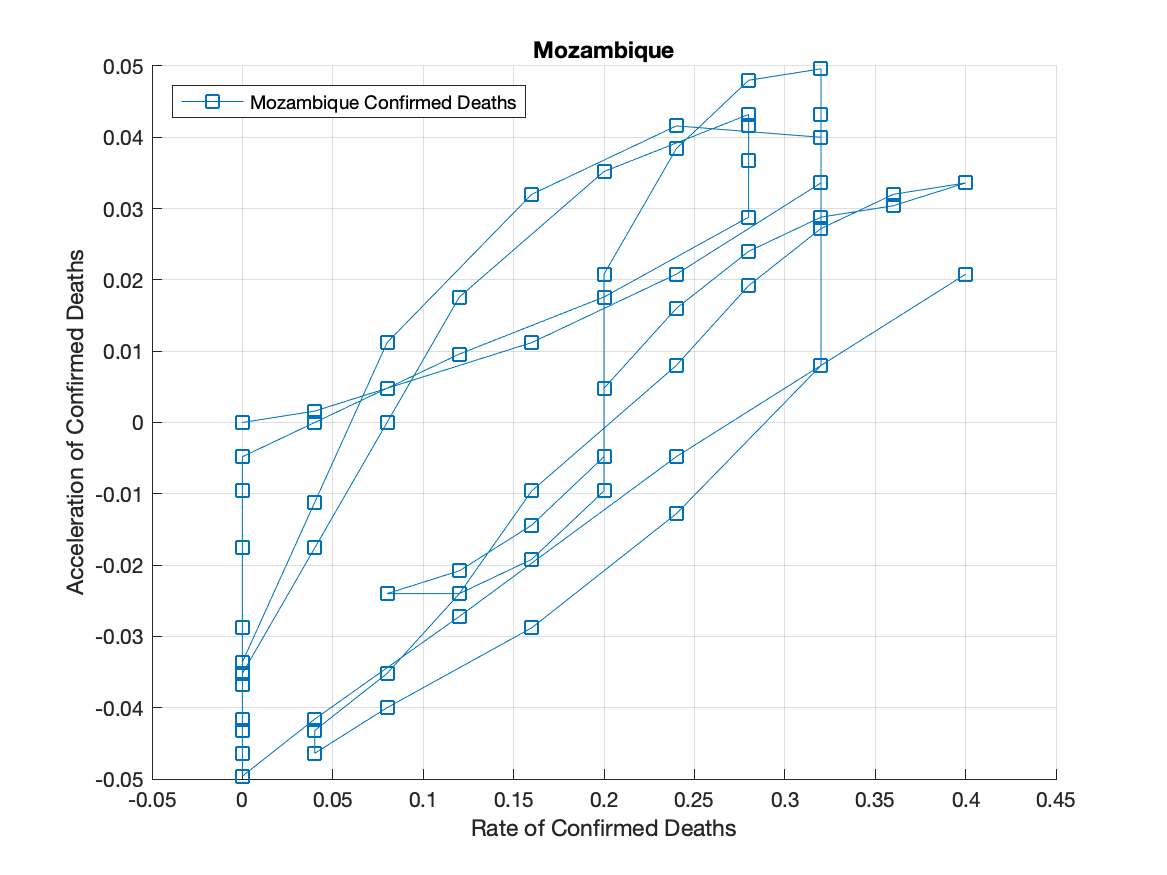 Mozambique
Mozambique Confirmed Deaths
0.05
0.04
0.03
0.02
0.01
0
-0.01
-0.02
-0.03
-0.04
-0.05
Acceleration of Confirmed Deaths
-0.05 0 0.05 0.1 0.15 0.2 0.25 0.3 0.35 0.4 0.45
Rate of Confirmed Deaths